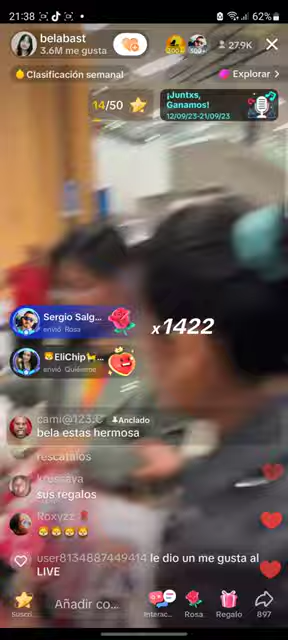 21:38
62%
belabast
3.6M me gusta
27.9K
Clasificación semanal
Explorar >
14/50
¡Juntxs,
Ganamos!
12/09/23-21/09/23
Sergio Salg...
envió Rosa
x1422
EliChip...
envió Quiéreme
cami@123.C Anclado
bela estas hermosa
rescatalos
sus regalos
Roxyzz
user8134887449414 le dio un me gusta al
LIVE
Suscri...
Añadir co...
Interac...
Rosa
Regalo
897